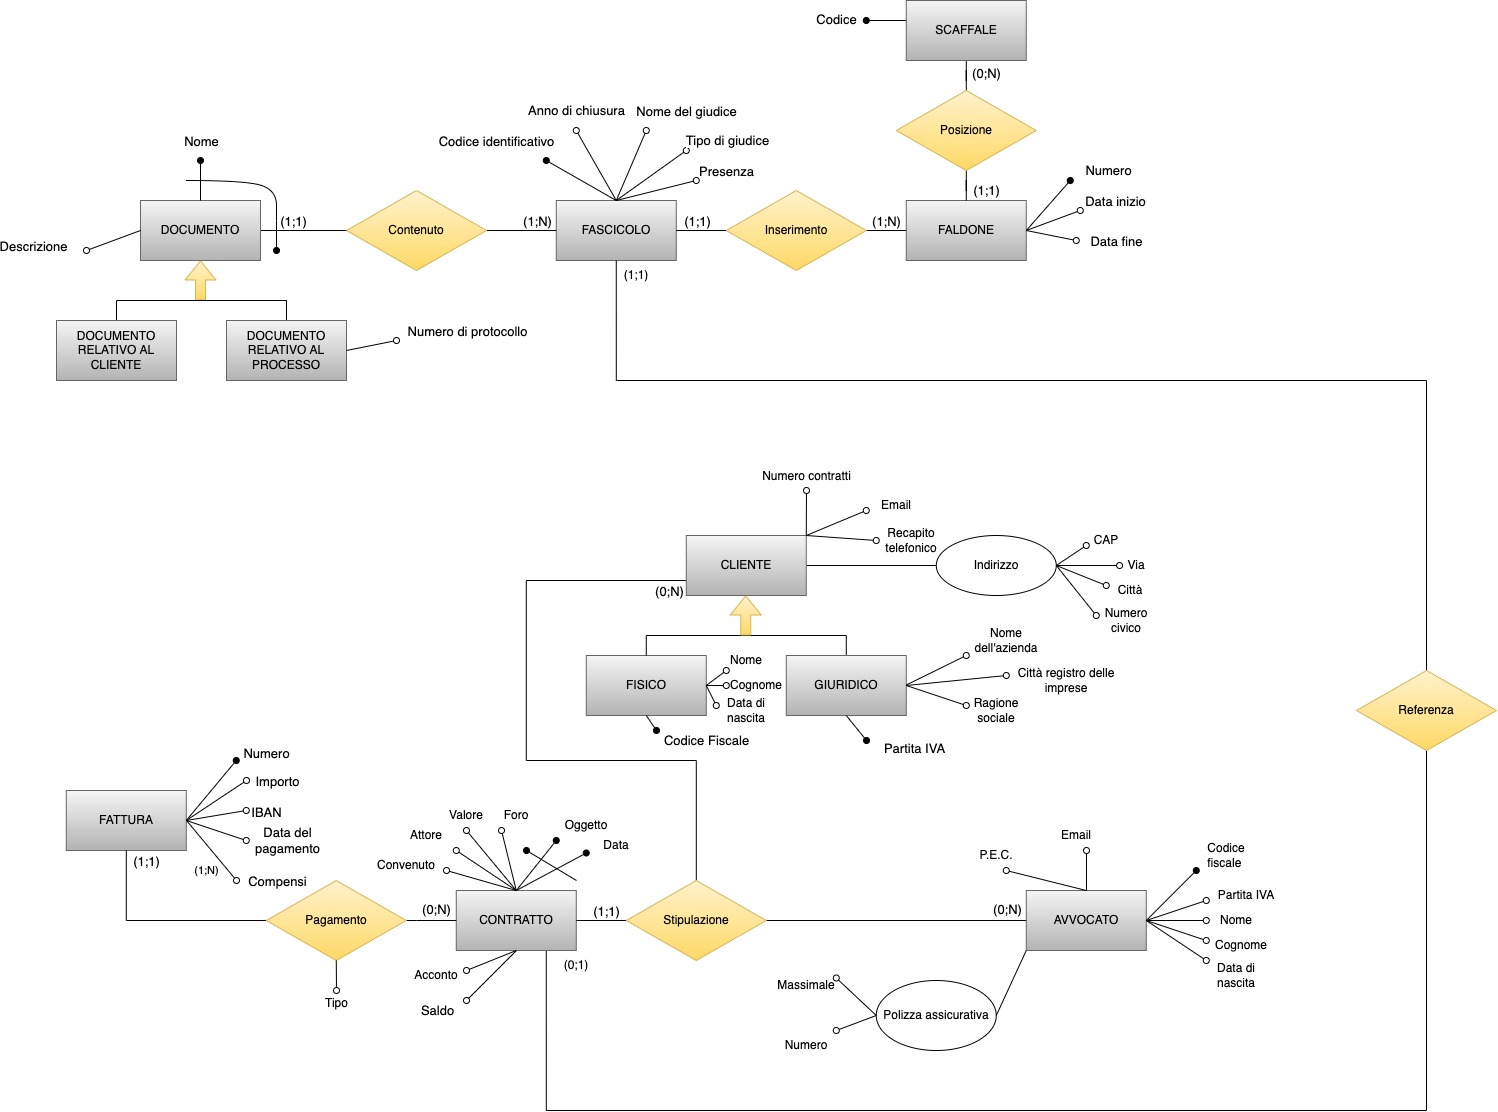 Codice
SCAFFALE
(0;N)
Posizione
(1;1)
Anno di chiusura
Nome del giudice
Codice identificativo
Tipo di giudice
Presenza
Nome
Numero
Data inizio
Data fine
DOCUMENTO
(1;1)
Contenuto
(1;N)
FASCICOLO
(1;1)
Inserimento
(1;N)
FALDONE
Descrizione
(1;1)
DOCUMENTO
RELATIVO AL
CLIENTE
DOCUMENTO
RELATIVO AL
PROCESSO
Numero di protocollo
Numero contratti
Email
Recapito
telefonico
CLIENTE
(0;N)
Indirizzo
CAP
Via
Città
Numero
civico
FISICO
Nome
Cognome
Data di
nascita
Codice Fiscale
GIURIDICO
Nome
dell'azienda
Città registro delle
imprese
Ragione
sociale
Partita IVA
Referenza
FATTURA
Numero
Importo
IBAN
Data del
pagamento
(1;N)
Compensi
(1;1)
Pagamento
Tipo
(0;N)
Valore
Foro
Attore
Oggetto
Convenuto
Data
CONTRATTO
(1;1)
(0;1)
Acconto
Saldo
Stipulazione
(0;N)
AVVOCATO
Email
P.E.C.
Codice
fiscale
Partita IVA
Nome
Cognome
Data di
nascita
Massimale
Polizza assicurativa
Numero